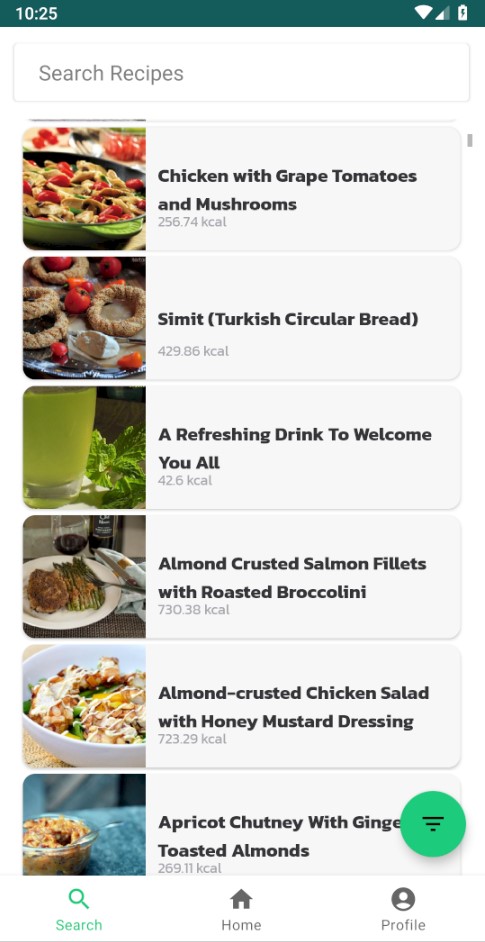 10:25
Search Recipes
Chicken with Grape Tomatoes
and Mushrooms
256.74 kcal
Simit (Turkish Circular Bread)
429.86 kcal
A Refreshing Drink To Welcome
You All
42.6 kcal
Almond Crusted Salmon Fillets
with Roasted Broccolini
730.38 kcal
Almond-crusted Chicken Salad
with Honey Mustard Dressing
723.29 kcal
Apricot Chutney With Ginge
Toasted Almonds
269.11 kcal
Search
Home
Profile